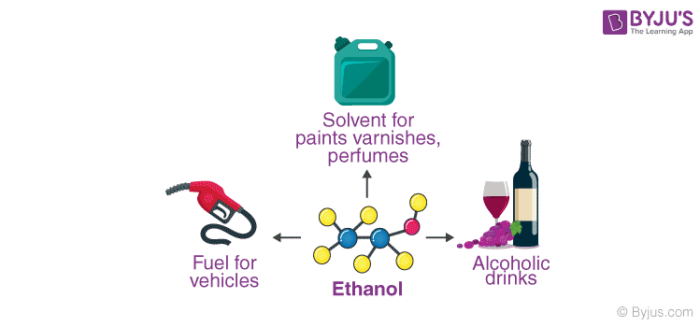 BYJU'S
The Learning App
Solvent for
paints varnishes,
perfumes
Fuel for
vehicles
Ethanol
Alcoholic
drinks
© Byjus.com